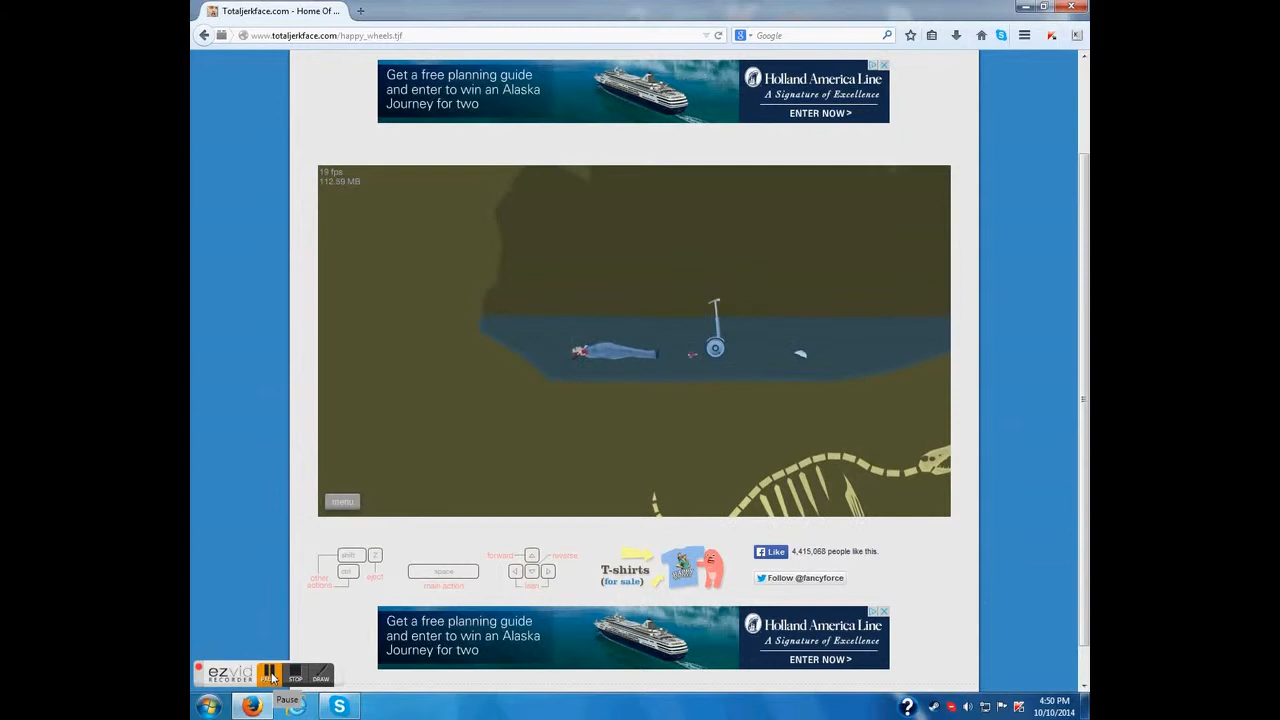 Totaljerkface.com - Home Of ...
www.totaljerkface.com/happy_wheels.tjf
Google
Get a free planning guide
and enter to win an Alaska
Journey for two
Holland America Line
A Signature of Excellence
ENTER NOW >
19 fps
112.59 MB
menu
shift
Z
ctrl
other
actions
eject
space
main action
forward
reverse
lean
T-shirts
(for sale)
Like
4,415,068 people like this.
Follow @fancyforce
Get a free planning guide
and enter to win an Alaska
Journey for two
Holland America Line
A Signature of Excellence
ENTER NOW >
ezvid
RECORDER
STOP
DRAW
Pause
4:50 PM
10/10/2014